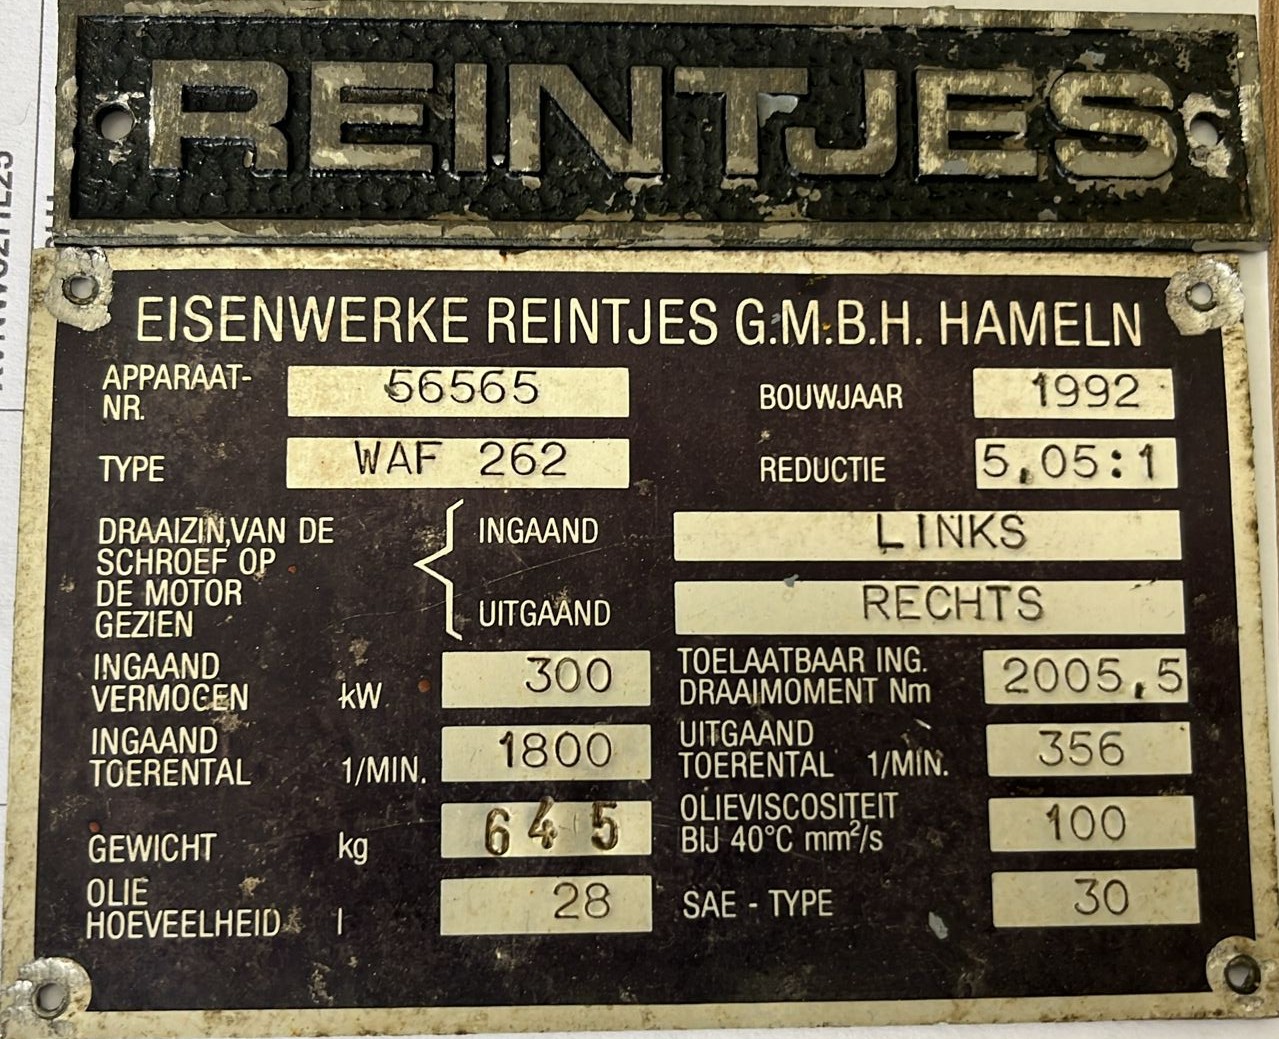 REINTJES
EISENWERKE REINTJES G.M.B.H. HAMELN
APPARAAT-
NR. 56565
BOUWJAAR 1992
TYPE WAF 262
REDUCTIE 5,05:1
DRAAIZIN,VAN DE
SCHROEF OP
DE MOTOR
GEZIEN
INGAAND LINKS
UITGAAND RECHTS
INGAAND
VERMOCEN kW 300
TOELAATBAAR ING.
DRAAIMOMENT Nm 2005,5
INGAAND
TOERENTAL 1/MIN. 1800
UITGAAND
TOERENTAL 1/MIN. 356
GEWICHT kg 645
OLIEVISCOSITEIT
BIJ 40°C mm²/s 100
OLIE
HOEVEELHEID l 28
SAE - TYPE 30